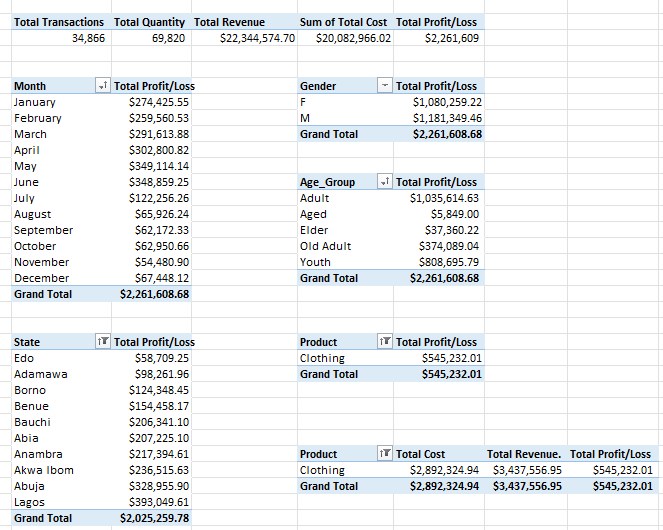 Total Transactions Total Quantity Total Revenue Sum of Total Cost Total Profit/Loss
34,866 69,820 $22,344,574.70 $20,082,966.02 $2,261,609
Month Total Profit/Loss
January $274,425.55
February $259,560.53
March $291,613.88
April $302,800.82
May $349,114.14
June $348,859.25
July $122,256.26
August $65,926.24
September $62,172.33
October $62,950.66
November $54,480.90
December $67,448.12
Grand Total $2,261,608.68
Gender Total Profit/Loss
F $1,080,259.22
M $1,181,349.46
Grand Total $2,261,608.68
Age_Group Total Profit/Loss
Adult $1,035,614.63
Aged $5,849.00
Elder $37,360.22
Old Adult $374,089.04
Youth $808,695.79
Grand Total $2,261,608.68
State Total Profit/Loss
Edo $58,709.25
Adamawa $98,261.96
Borno $124,348.45
Benue $154,458.17
Bauchi $206,341.10
Abia $207,225.10
Anambra $217,394.61
Akwa Ibom $236,515.63
Abuja $328,955.90
Lagos $393,049.61
Grand Total $2,025,259.78
Product Total Profit/Loss
Clothing $545,232.01
Grand Total $545,232.01
Product Total Cost Total Revenue. Total Profit/Loss
Clothing $2,892,324.94 $3,437,556.95 $545,232.01
Grand Total $2,892,324.94 $3,437,556.95 $545,232.01